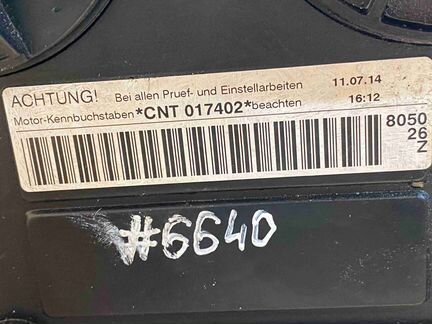 ACHTUNG! Bei allen Pruef- und Einstellarbeiten 11.07.14
Motor-Kennbuchstaben *CNT 017402* beachten 16:12
8050
26
Z
#6640